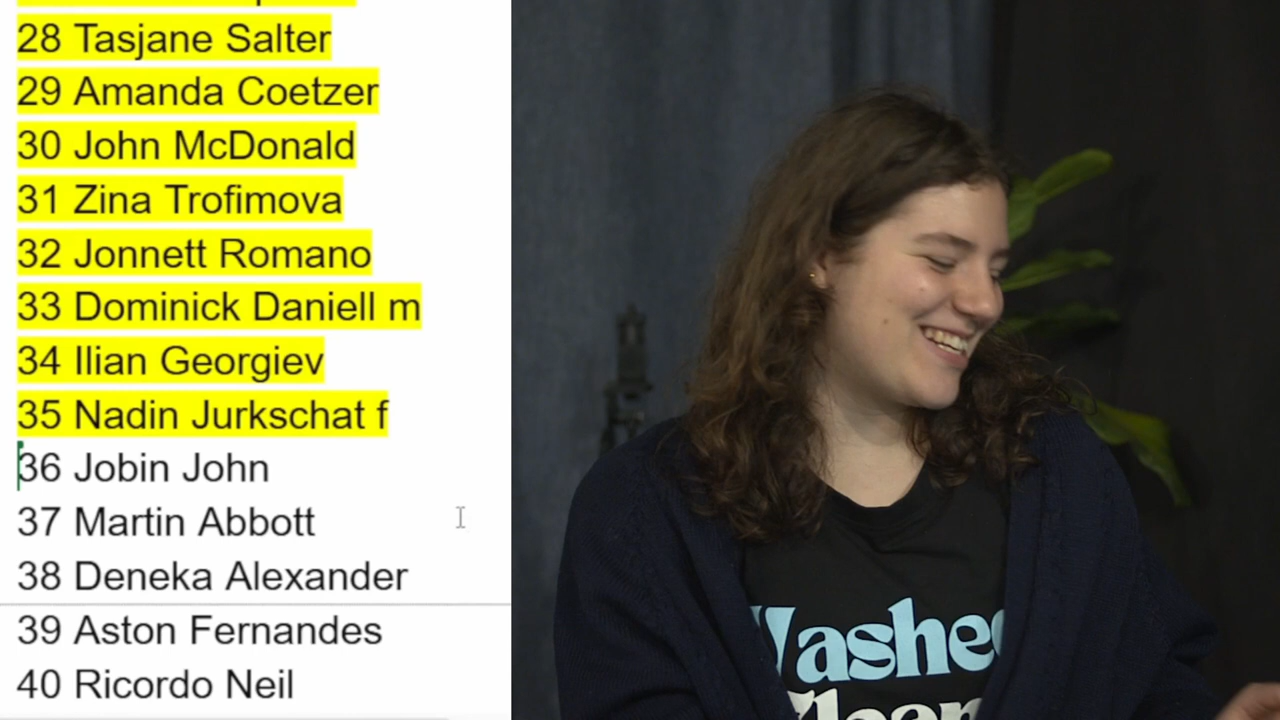 28 Tasjane Salter
29 Amanda Coetzer
30 John McDonald
31 Zina Trofimova
32 Jonnett Romano
33 Dominick Daniell m
34 Ilian Georgiev
35 Nadin Jurkschat f
36 Jobin John
37 Martin Abbott
38 Deneka Alexander
39 Aston Fernandes
40 Ricordo Neil